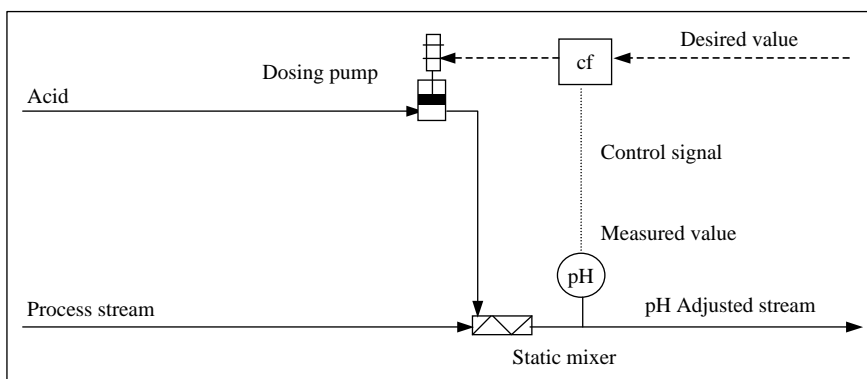 Desired value
cf
Dosing pump
Acid
Control signal
Measured value
pH
Process stream
pH Adjusted stream
Static mixer